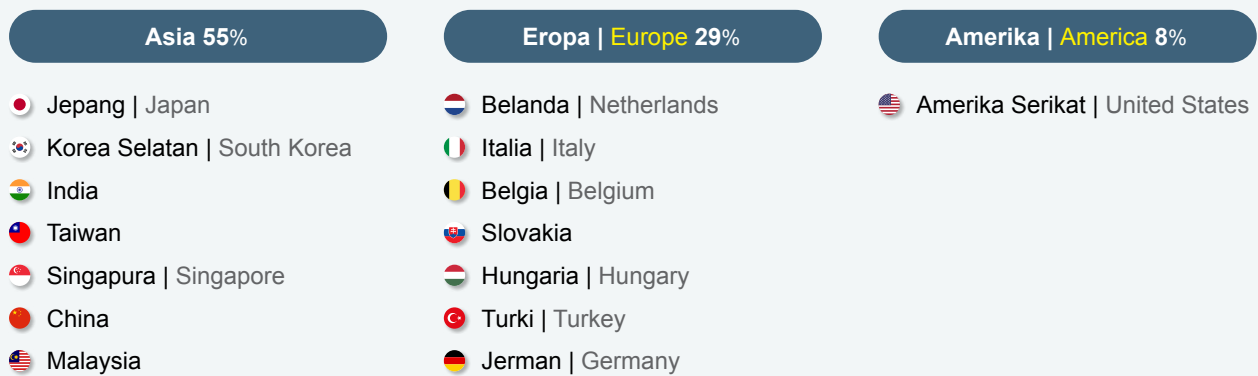 Asia 55%
Jepang | Japan
Korea Selatan | South Korea
India
Taiwan
Singapura | Singapore
China
Malaysia
Eropa | Europe 29%
Belanda | Netherlands
Italia | Italy
Belgia | Belgium
Slovakia
Hungaria | Hungary
Turki | Turkey
Jerman | Germany
Amerika | America 8%
Amerika Serikat | United States